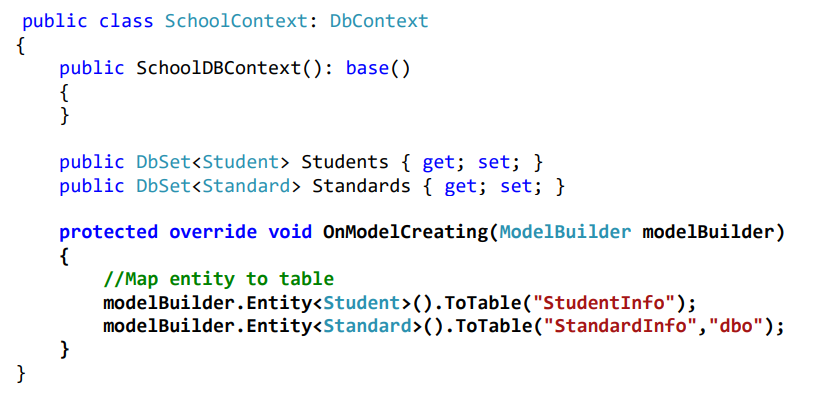 public class SchoolContext: DbContext
{
    public SchoolDBContext(): base()
    {
    }

    public DbSet<Student> Students { get; set; }
    public DbSet<Standard> Standards { get; set; }

    protected override void OnModelCreating(ModelBuilder modelBuilder)
    {
        //Map entity to table
        modelBuilder.Entity<Student>().ToTable("StudentInfo");
        modelBuilder.Entity<Standard>().ToTable("StandardInfo","dbo");
    }
}